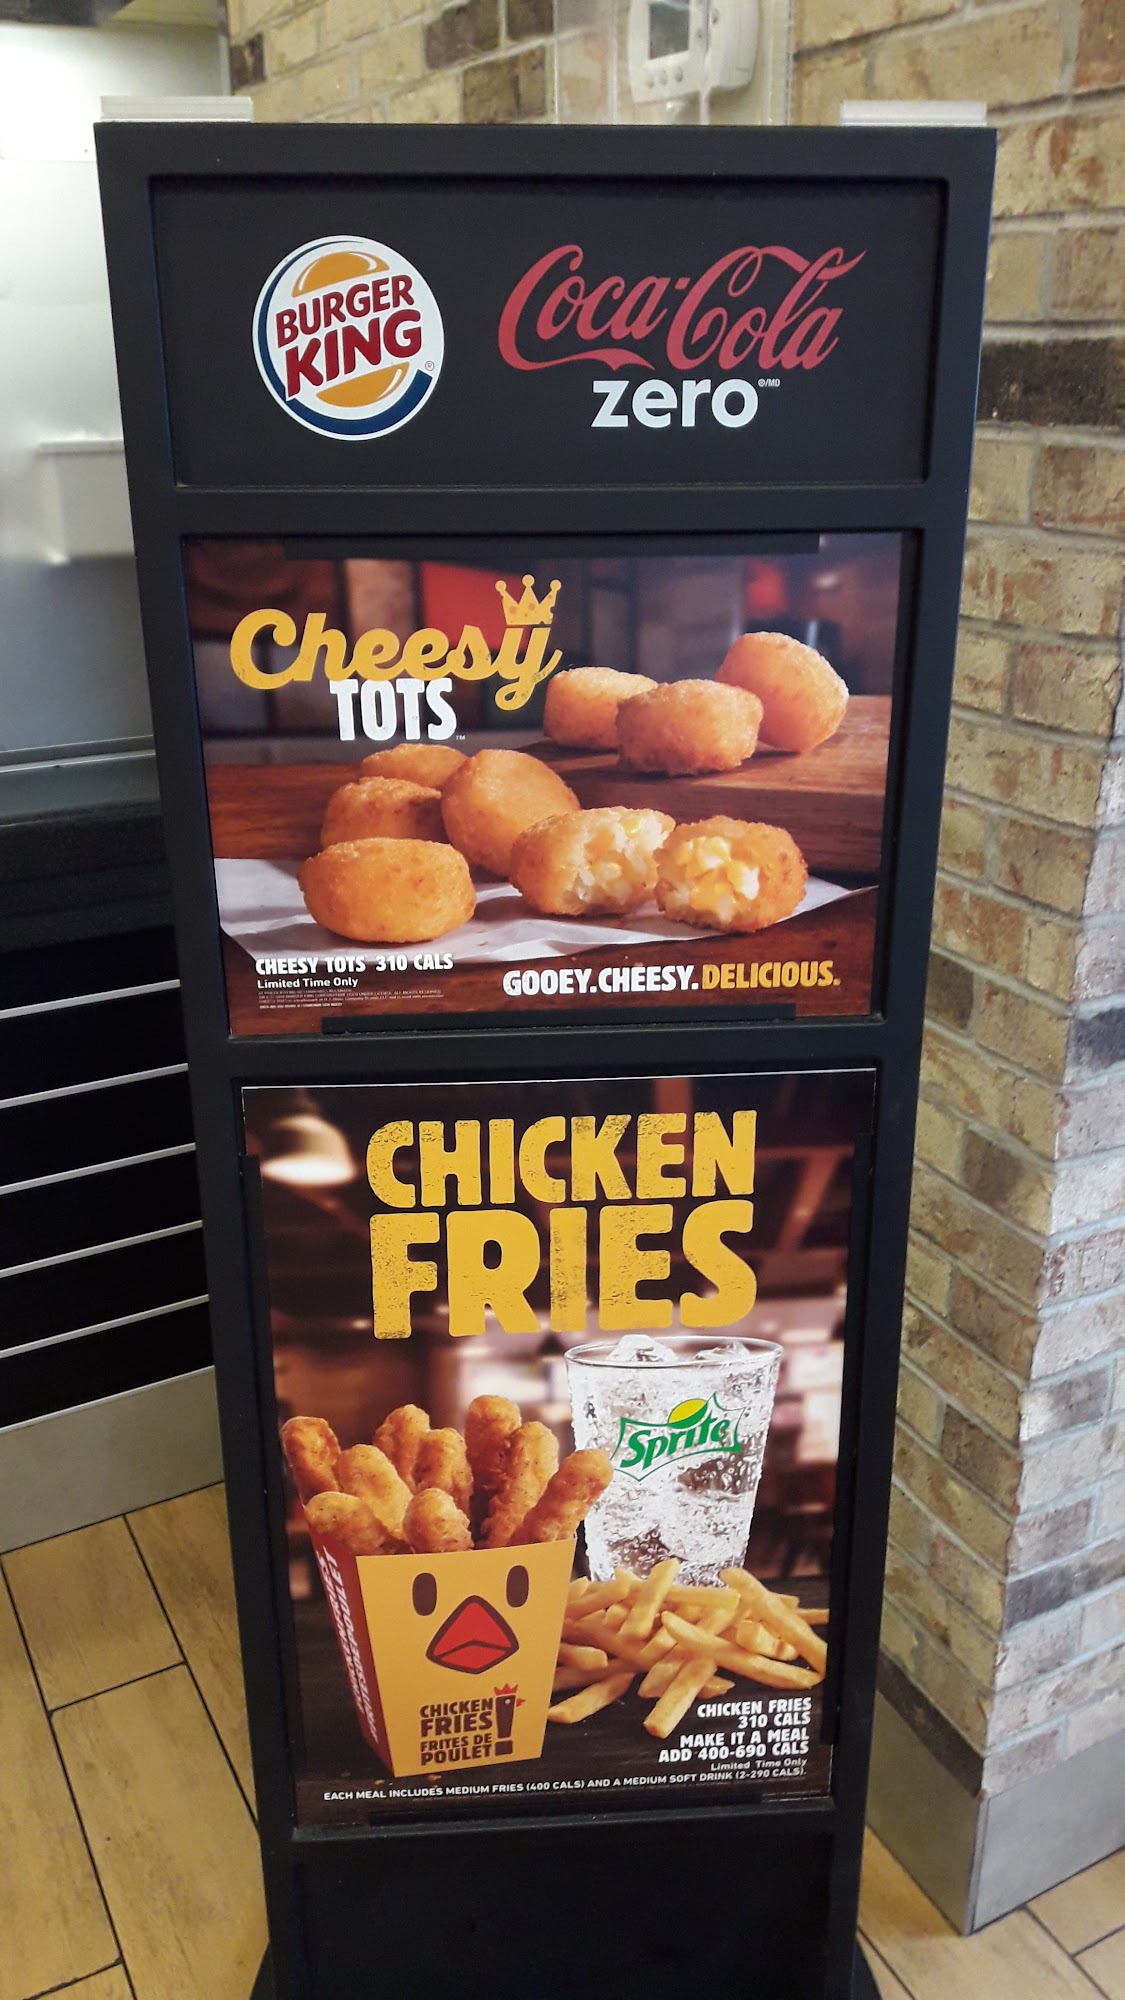 BURGER
KING
®
Coca-Cola
zero
®/MD
Cheesy
TOTS™
CHEESY TOTS 310 CALS
Limited Time Only
GOOEY.CHEESY.DELICIOUS.
CHICKEN
FRIES
Sprite
CHICKEN
FRIES
FRITES DE
POULET
CHICKEN FRIES
310 CALS
MAKE IT A MEAL
ADD 400-690 CALS
Limited Time Only
EACH MEAL INCLUDES MEDIUM FRIES (400 CALS) AND A MEDIUM SOFT DRINK (2-290 CALS).